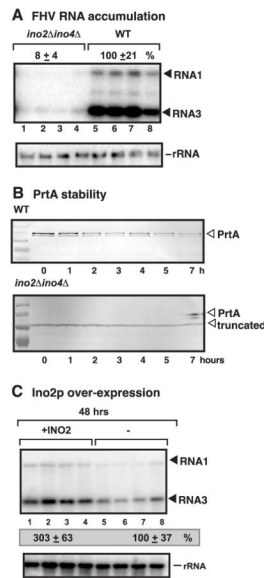 A FHV RNA accumulation
ino2Δino4Δ WT
8 ± 4 100 ±21 %
RNA1
RNA3
1 2 3 4 5 6 7 8
rRNA
B PrtA stability
WT
PrtA
0 1 2 3 4 5 7 h
ino2Δino4Δ
PrtA
truncated
0 1 2 3 4 5 7 hours
C Ino2p over-expression
48 hrs
+INO2 -
RNA1
RNA3
1 2 3 4 5 6 7 8
303 ± 63 100 ± 37 %
rRNA